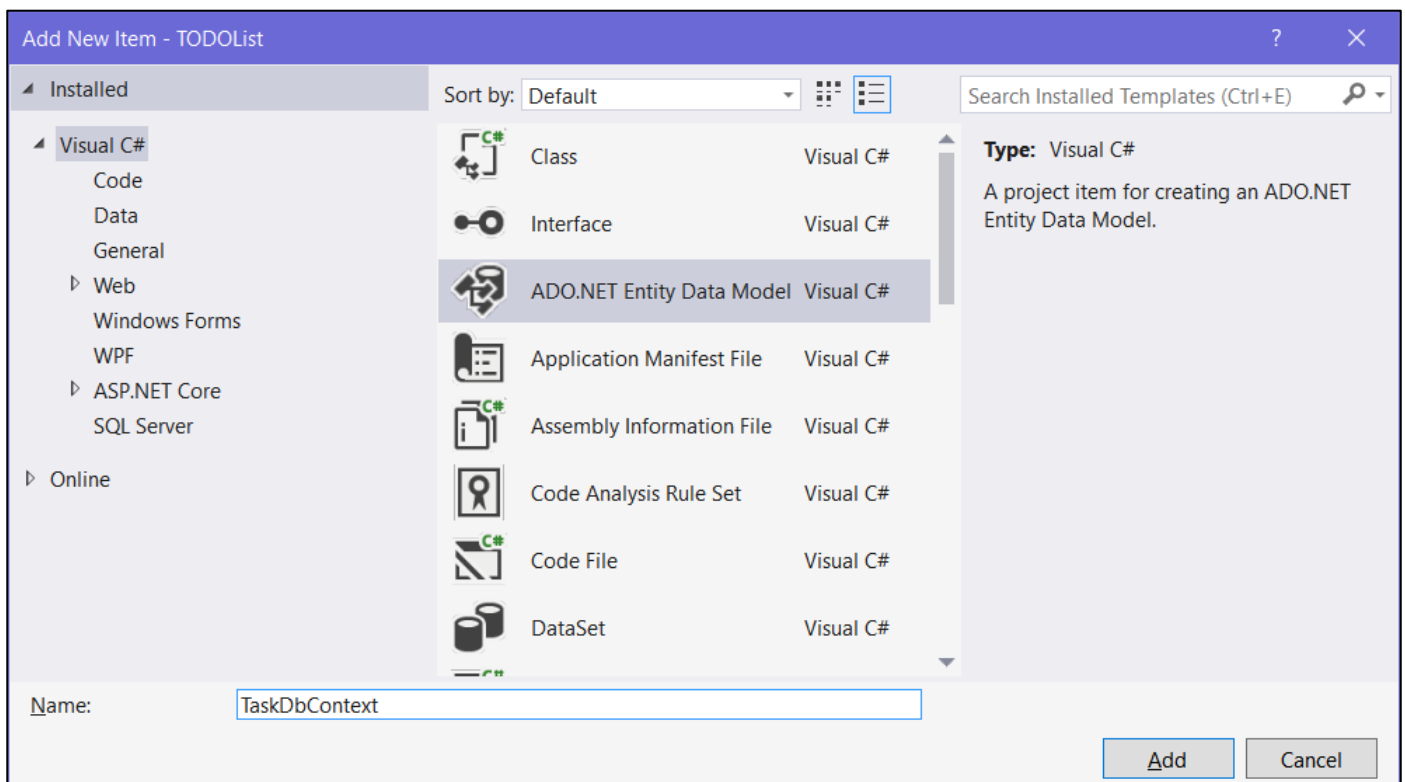 Add New Item - TODOList
?
Installed
Visual C#
Code
Data
General
Web
Windows Forms
WPF
ASP.NET Core
SQL Server
Online
Sort by: Default
C#
Class Visual C#
Interface Visual C#
ADO.NET Entity Data Model Visual C#
Application Manifest File Visual C#
C#
Assembly Information File Visual C#
Code Analysis Rule Set Visual C#
C#
Code File Visual C#
DataSet Visual C#
C#
Search Installed Templates (Ctrl+E)
Type: Visual C#
A project item for creating an ADO.NET
Entity Data Model.
Name: TaskDbContext
Add Cancel